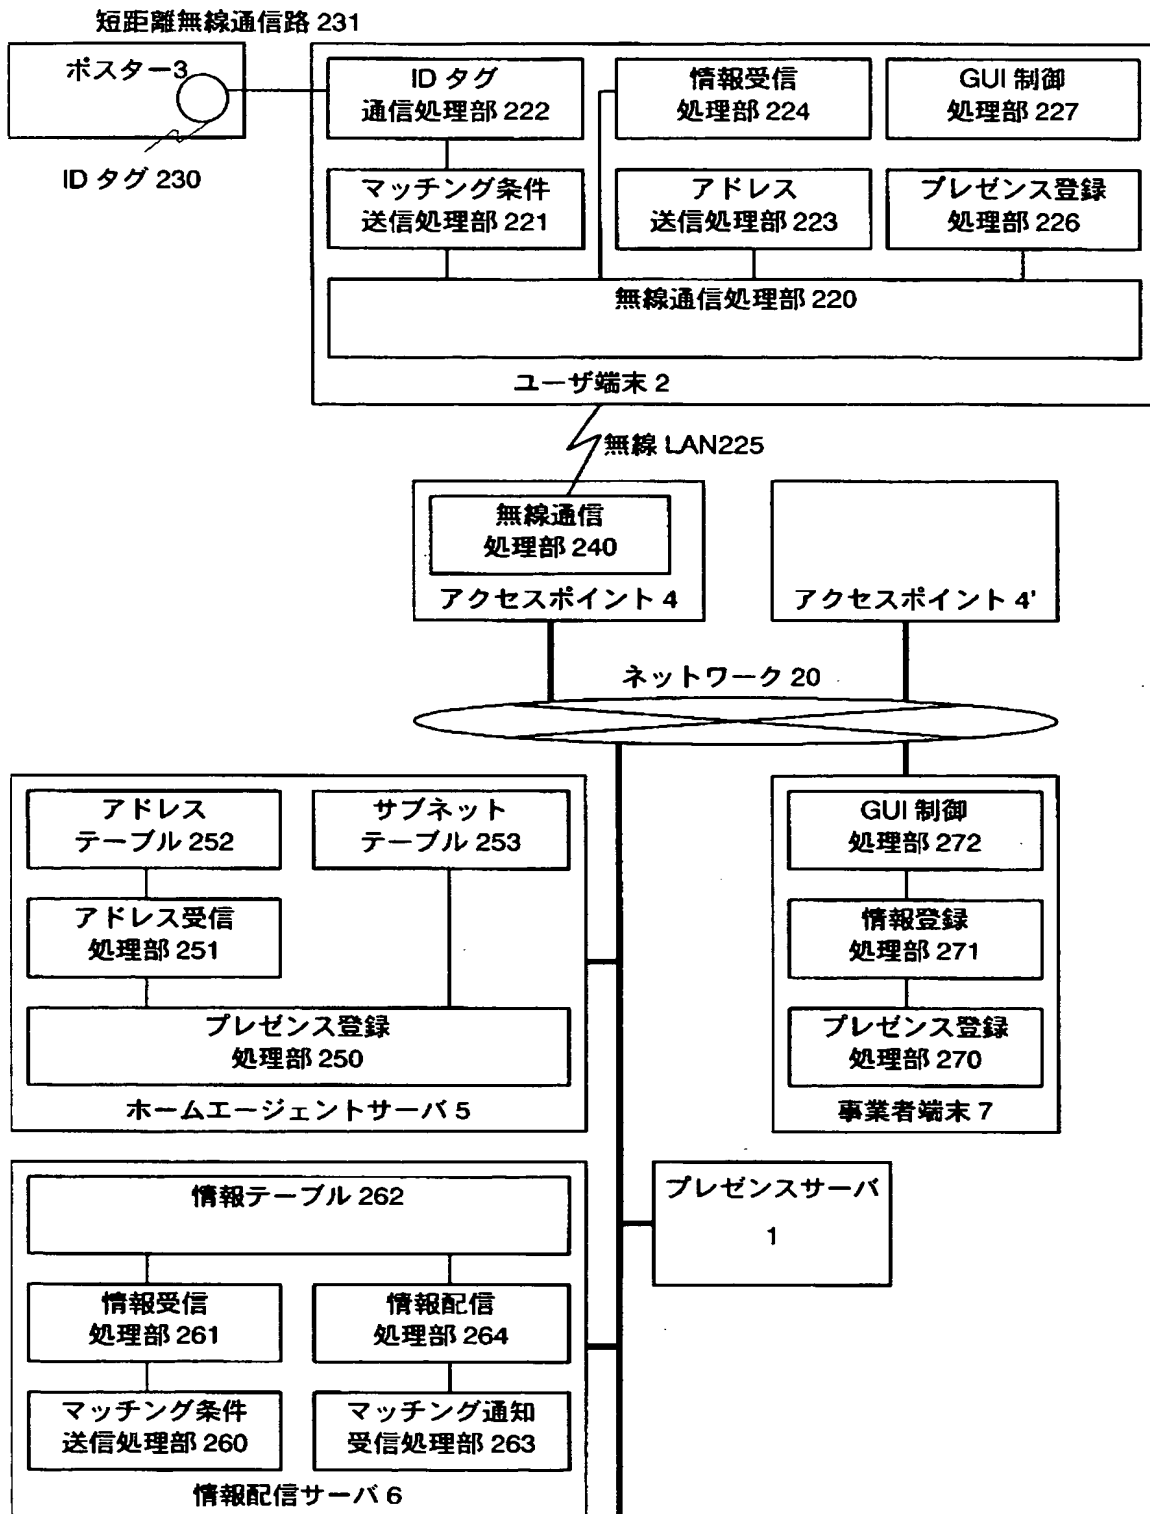 短距離無線通信路 231
ポスター3
ID タグ 230
ID タグ
通信処理部 222
情報受信
処理部 224
GUI 制御
処理部 227
マッチング条件
送信処理部 221
アドレス
送信処理部 223
プレゼンス登録
処理部 226
無線通信処理部 220
ユーザ端末 2
無線 LAN225
無線通信
処理部 240
アクセスポイント 4
アクセスポイント 4'
ネットワーク 20
アドレス
テーブル 252
サブネット
テーブル 253
アドレス受信
処理部 251
プレゼンス登録
処理部 250
ホームエージェントサーバ 5
GUI 制御
処理部 272
情報登録
処理部 271
プレゼンス登録
処理部 270
事業者端末 7
情報テーブル 262
情報受信
処理部 261
情報配信
処理部 264
マッチング条件
送信処理部 260
マッチング通知
受信処理部 263
情報配信サーバ 6
プレゼンスサーバ
1